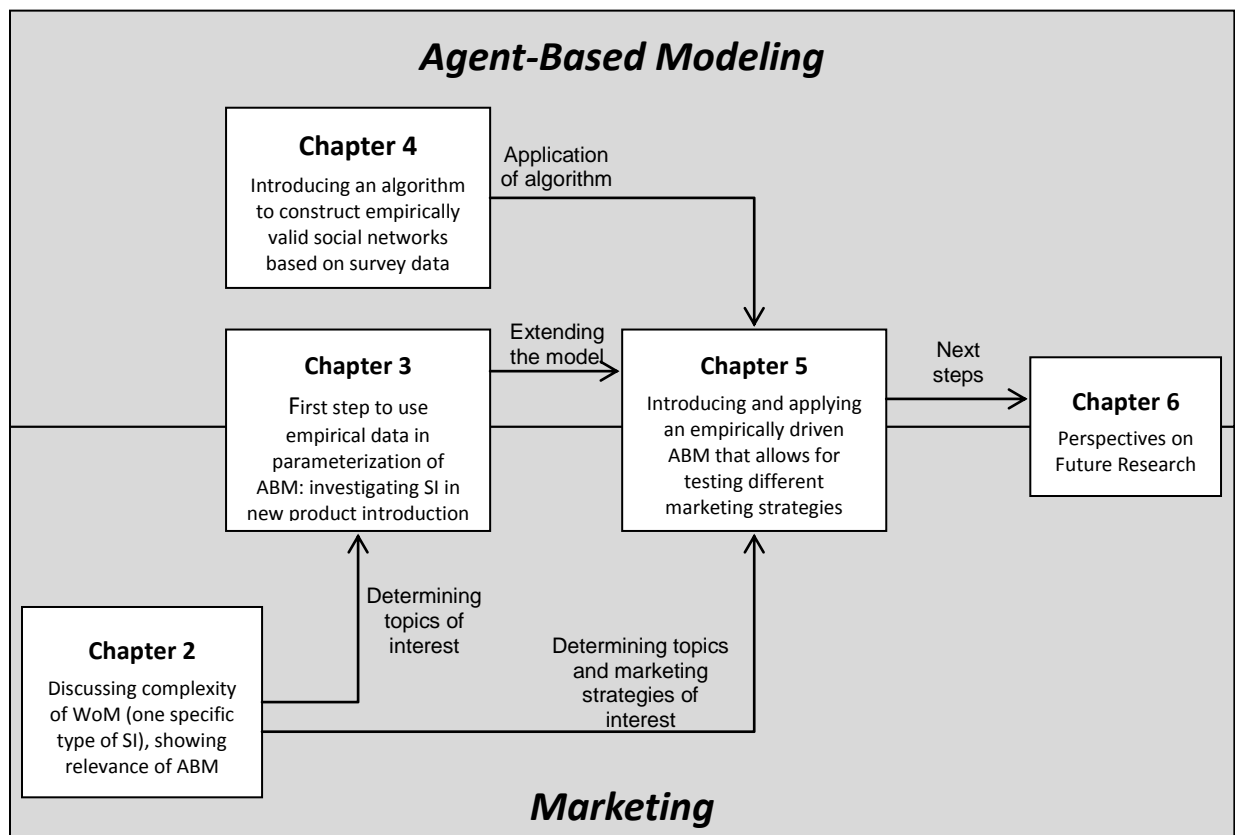 Agent-Based Modeling
Chapter 4
Introducing an algorithm
to construct empirically
valid social networks
based on survey data
Application
of algorithm
Chapter 3
First step to use
empirical data in
parameterization of
ABM: investigating SI in
new product introduction
Extending
the model
Chapter 5
Introducing and applying
an empirically driven
ABM that allows for
testing different
marketing strategies
Next
steps
Chapter 6
Perspectives on
Future Research
Chapter 2
Discussing complexity
of WoM (one specific
type of SI), showing
relevance of ABM
Determining
topics of
interest
Determining topics
and marketing
strategies of
interest
Marketing